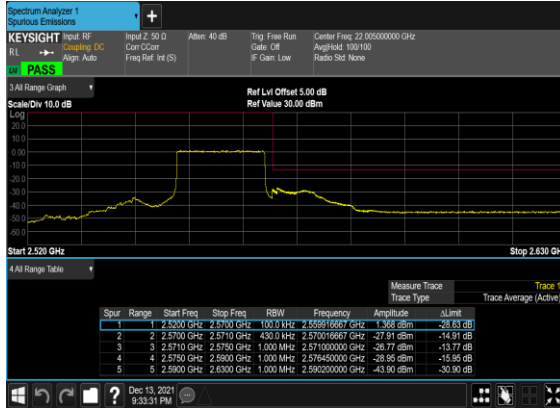 Spectrum Analyzer 1
Spurious Emissions
KEYSIGHT Input: RF Input Z: 50 Ω Atten: 40 dB Trig: Free Run Center Freq: 22.005000000 GHz
RL Coupling: DC Corr CCorr Gate: Off Avg|Hold: 100/100
Align: Auto Freq Ref: Int (S) IF Gain: Low Radio Std: None
PASS
3 All Range Graph
Ref Lvl Offset 5.00 dB
Scale/Div 10.0 dB Ref Value 30.00 dBm
Log
20.0
10.0
0.00
-10.0
-20.0
-30.0
-40.0
-50.0
-60.0
Start 2.520 GHz Stop 2.630 GH
4 All Range Table
Measure Trace Trace 1
Trace Type Trace Average (Active)
Spur Range Start Freq Stop Freq RBW Frequency Amplitude ΔLimit
1 1 2.5200 GHz 2.5700 GHz 100.0 kHz 2.559916667 GHz 1.368 dBm -28.63 dB
2 2 2.5700 GHz 2.5710 GHz 430.0 kHz 2.570016667 GHz -27.91 dBm -14.91 dB
3 3 2.5710 GHz 2.5750 GHz 1.000 MHz 2.571000000 GHz -26.77 dBm -13.77 dB
4 4 2.5750 GHz 2.5900 GHz 1.000 MHz 2.576450000 GHz -28.95 dBm -15.95 dB
5 5 2.5900 GHz 2.6300 GHz 1.000 MHz 2.590200000 GHz -43.90 dBm -30.90 dB
? Dec 13, 2021
9:33:31 PM